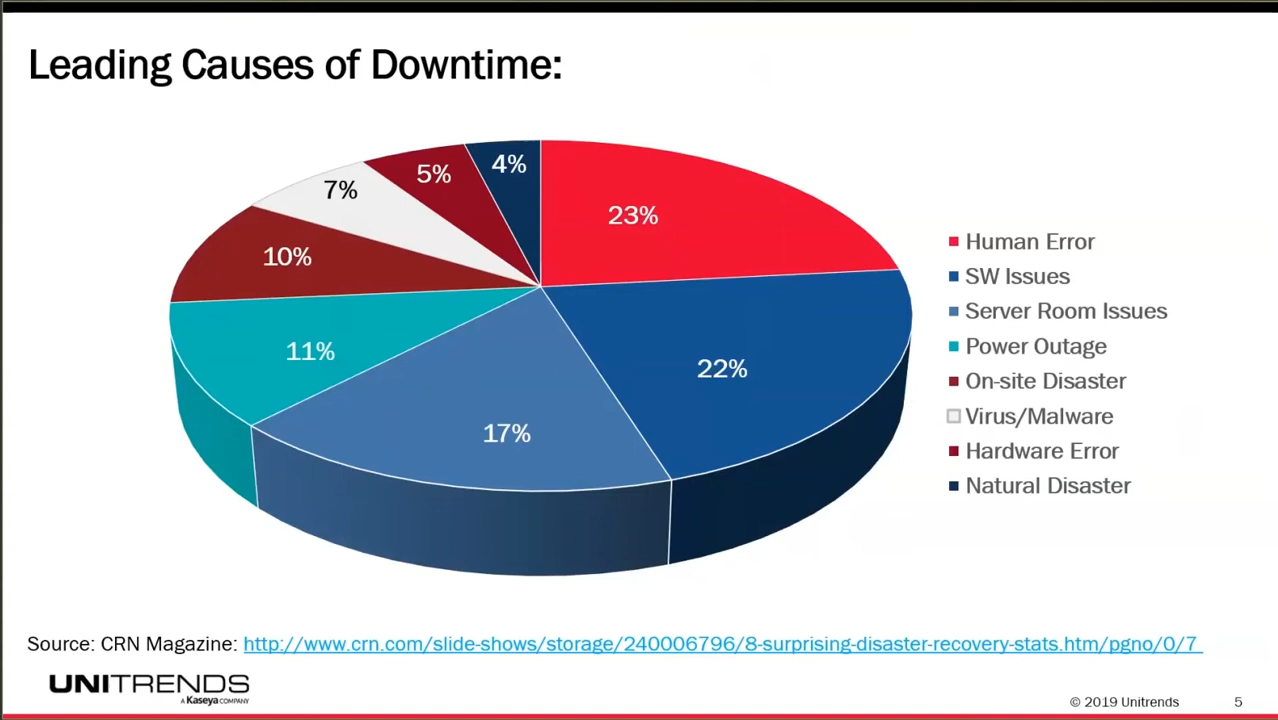 Leading Causes of Downtime:
4%
5%
7%
23%
10%
11%
22%
17%
Human Error
SW Issues
Server Room Issues
Power Outage
On-site Disaster
Virus/Malware
Hardware Error
Natural Disaster
Source: CRN Magazine: http://www.crn.com/slide-shows/storage/240006796/8-surprising-disaster-recovery-stats.htm/pgno/0/7
UNITRENDS
A Kaseya COMPANY
© 2019 Unitrends 5